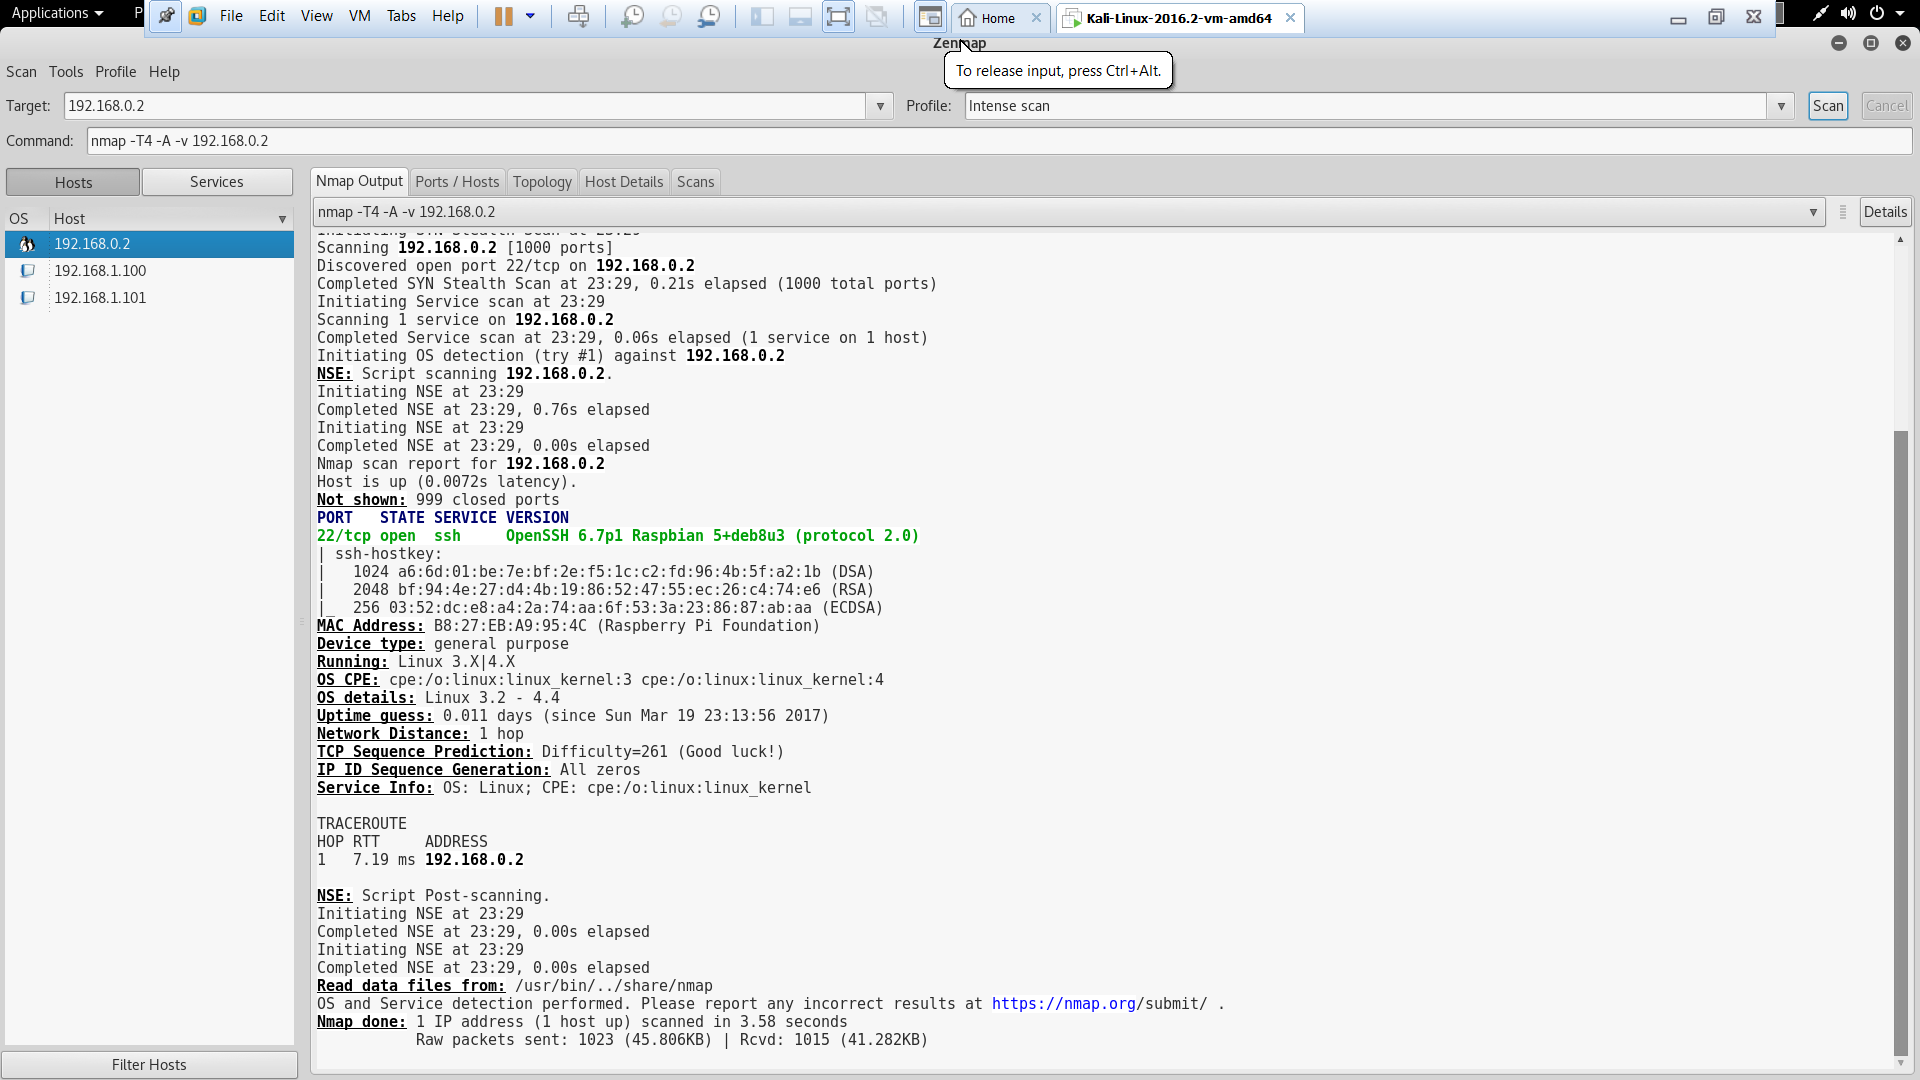 Applications
P
File Edit View VM Tabs Help
Home
Kali-Linux-2016.2-vm-amd64
Zenmap
To release input, press Ctrl+Alt.
Scan Tools Profile Help
Target: 192.168.0.2 Profile: Intense scan Scan Cancel
Command: nmap -T4 -A -v 192.168.0.2
Hosts Services
Nmap Output Ports / Hosts Topology Host Details Scans
OS Host
192.168.0.2
192.168.1.100
192.168.1.101
Filter Hosts
nmap -T4 -A -v 192.168.0.2 Details
Initiating SYN Stealth Scan at 23:29
Scanning 192.168.0.2 [1000 ports]
Discovered open port 22/tcp on 192.168.0.2
Completed SYN Stealth Scan at 23:29, 0.21s elapsed (1000 total ports)
Initiating Service scan at 23:29
Scanning 1 service on 192.168.0.2
Completed Service scan at 23:29, 0.06s elapsed (1 service on 1 host)
Initiating OS detection (try #1) against 192.168.0.2
NSE: Script scanning 192.168.0.2.
Initiating NSE at 23:29
Completed NSE at 23:29, 0.76s elapsed
Initiating NSE at 23:29
Completed NSE at 23:29, 0.00s elapsed
Nmap scan report for 192.168.0.2
Host is up (0.0072s latency).
Not shown: 999 closed ports
PORT   STATE SERVICE VERSION
22/tcp open  ssh     OpenSSH 6.7p1 Raspbian 5+deb8u3 (protocol 2.0)
| ssh-hostkey:
|   1024 a6:6d:01:be:7e:bf:2e:f5:1c:c2:fd:96:4b:5f:a2:1b (DSA)
|   2048 bf:94:4e:27:d4:4b:19:86:52:47:55:ec:26:c4:74:e6 (RSA)
|_  256 03:52:dc:e8:a4:2a:74:aa:6f:53:3a:23:86:87:ab:aa (ECDSA)
MAC Address: B8:27:EB:A9:95:4C (Raspberry Pi Foundation)
Device type: general purpose
Running: Linux 3.X|4.X
OS CPE: cpe:/o:linux:linux_kernel:3 cpe:/o:linux:linux_kernel:4
OS details: Linux 3.2 - 4.4
Uptime guess: 0.011 days (since Sun Mar 19 23:13:56 2017)
Network Distance: 1 hop
TCP Sequence Prediction: Difficulty=261 (Good luck!)
IP ID Sequence Generation: All zeros
Service Info: OS: Linux; CPE: cpe:/o:linux:linux_kernel
TRACEROUTE
HOP RTT     ADDRESS
1   7.19 ms 192.168.0.2
NSE: Script Post-scanning.
Initiating NSE at 23:29
Completed NSE at 23:29, 0.00s elapsed
Initiating NSE at 23:29
Completed NSE at 23:29, 0.00s elapsed
Read data files from: /usr/bin/../share/nmap
OS and Service detection performed. Please report any incorrect results at https://nmap.org/submit/ .
Nmap done: 1 IP address (1 host up) scanned in 3.58 seconds
Raw packets sent: 1023 (45.806KB) | Rcvd: 1015 (41.282KB)